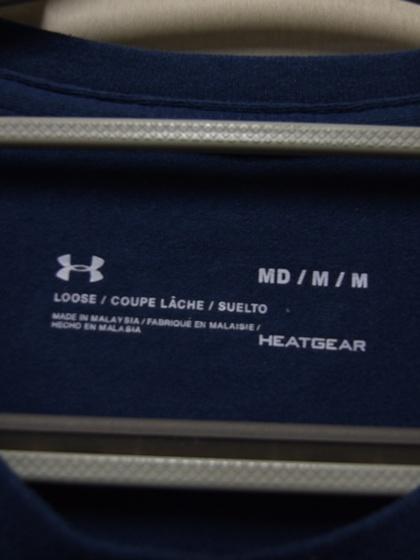 MD / M / M
LOOSE / COUPE LÂCHE / SUELTO
MADE IN MALAYSIA / FABRIQUÉ EN MALAISIE /
HECHO EN MALASIA
HEATGEAR